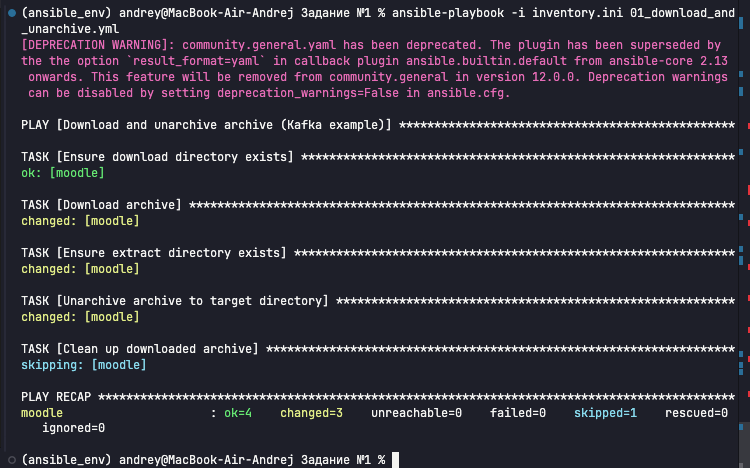 (ansible_env) andrey@MacBook-Air-Andrej Задание №1 % ansible-playbook -i inventory.ini 01_download_and
_unarchive.yml
[DEPRECATION WARNING]: community.general.yaml has been deprecated. The plugin has been superseded by
the the option `result_format=yaml` in callback plugin ansible.builtin.default from ansible-core 2.13
onwards. This feature will be removed from community.general in version 12.0.0. Deprecation warnings
can be disabled by setting deprecation_warnings=False in ansible.cfg.
PLAY [Download and unarchive archive (Kafka example)] ************************************************
TASK [Ensure download directory exists] **************************************************************
ok: [moodle]
TASK [Download archive] ******************************************************************************
changed: [moodle]
TASK [Ensure extract directory exists] ***************************************************************
changed: [moodle]
TASK [Unarchive archive to target directory] *********************************************************
changed: [moodle]
TASK [Clean up downloaded archive] *******************************************************************
skipping: [moodle]
PLAY RECAP *******************************************************************************************
moodle                     : ok=4    changed=3    unreachable=0    failed=0    skipped=1    rescued=0
ignored=0
(ansible_env) andrey@MacBook-Air-Andrej Задание №1 %